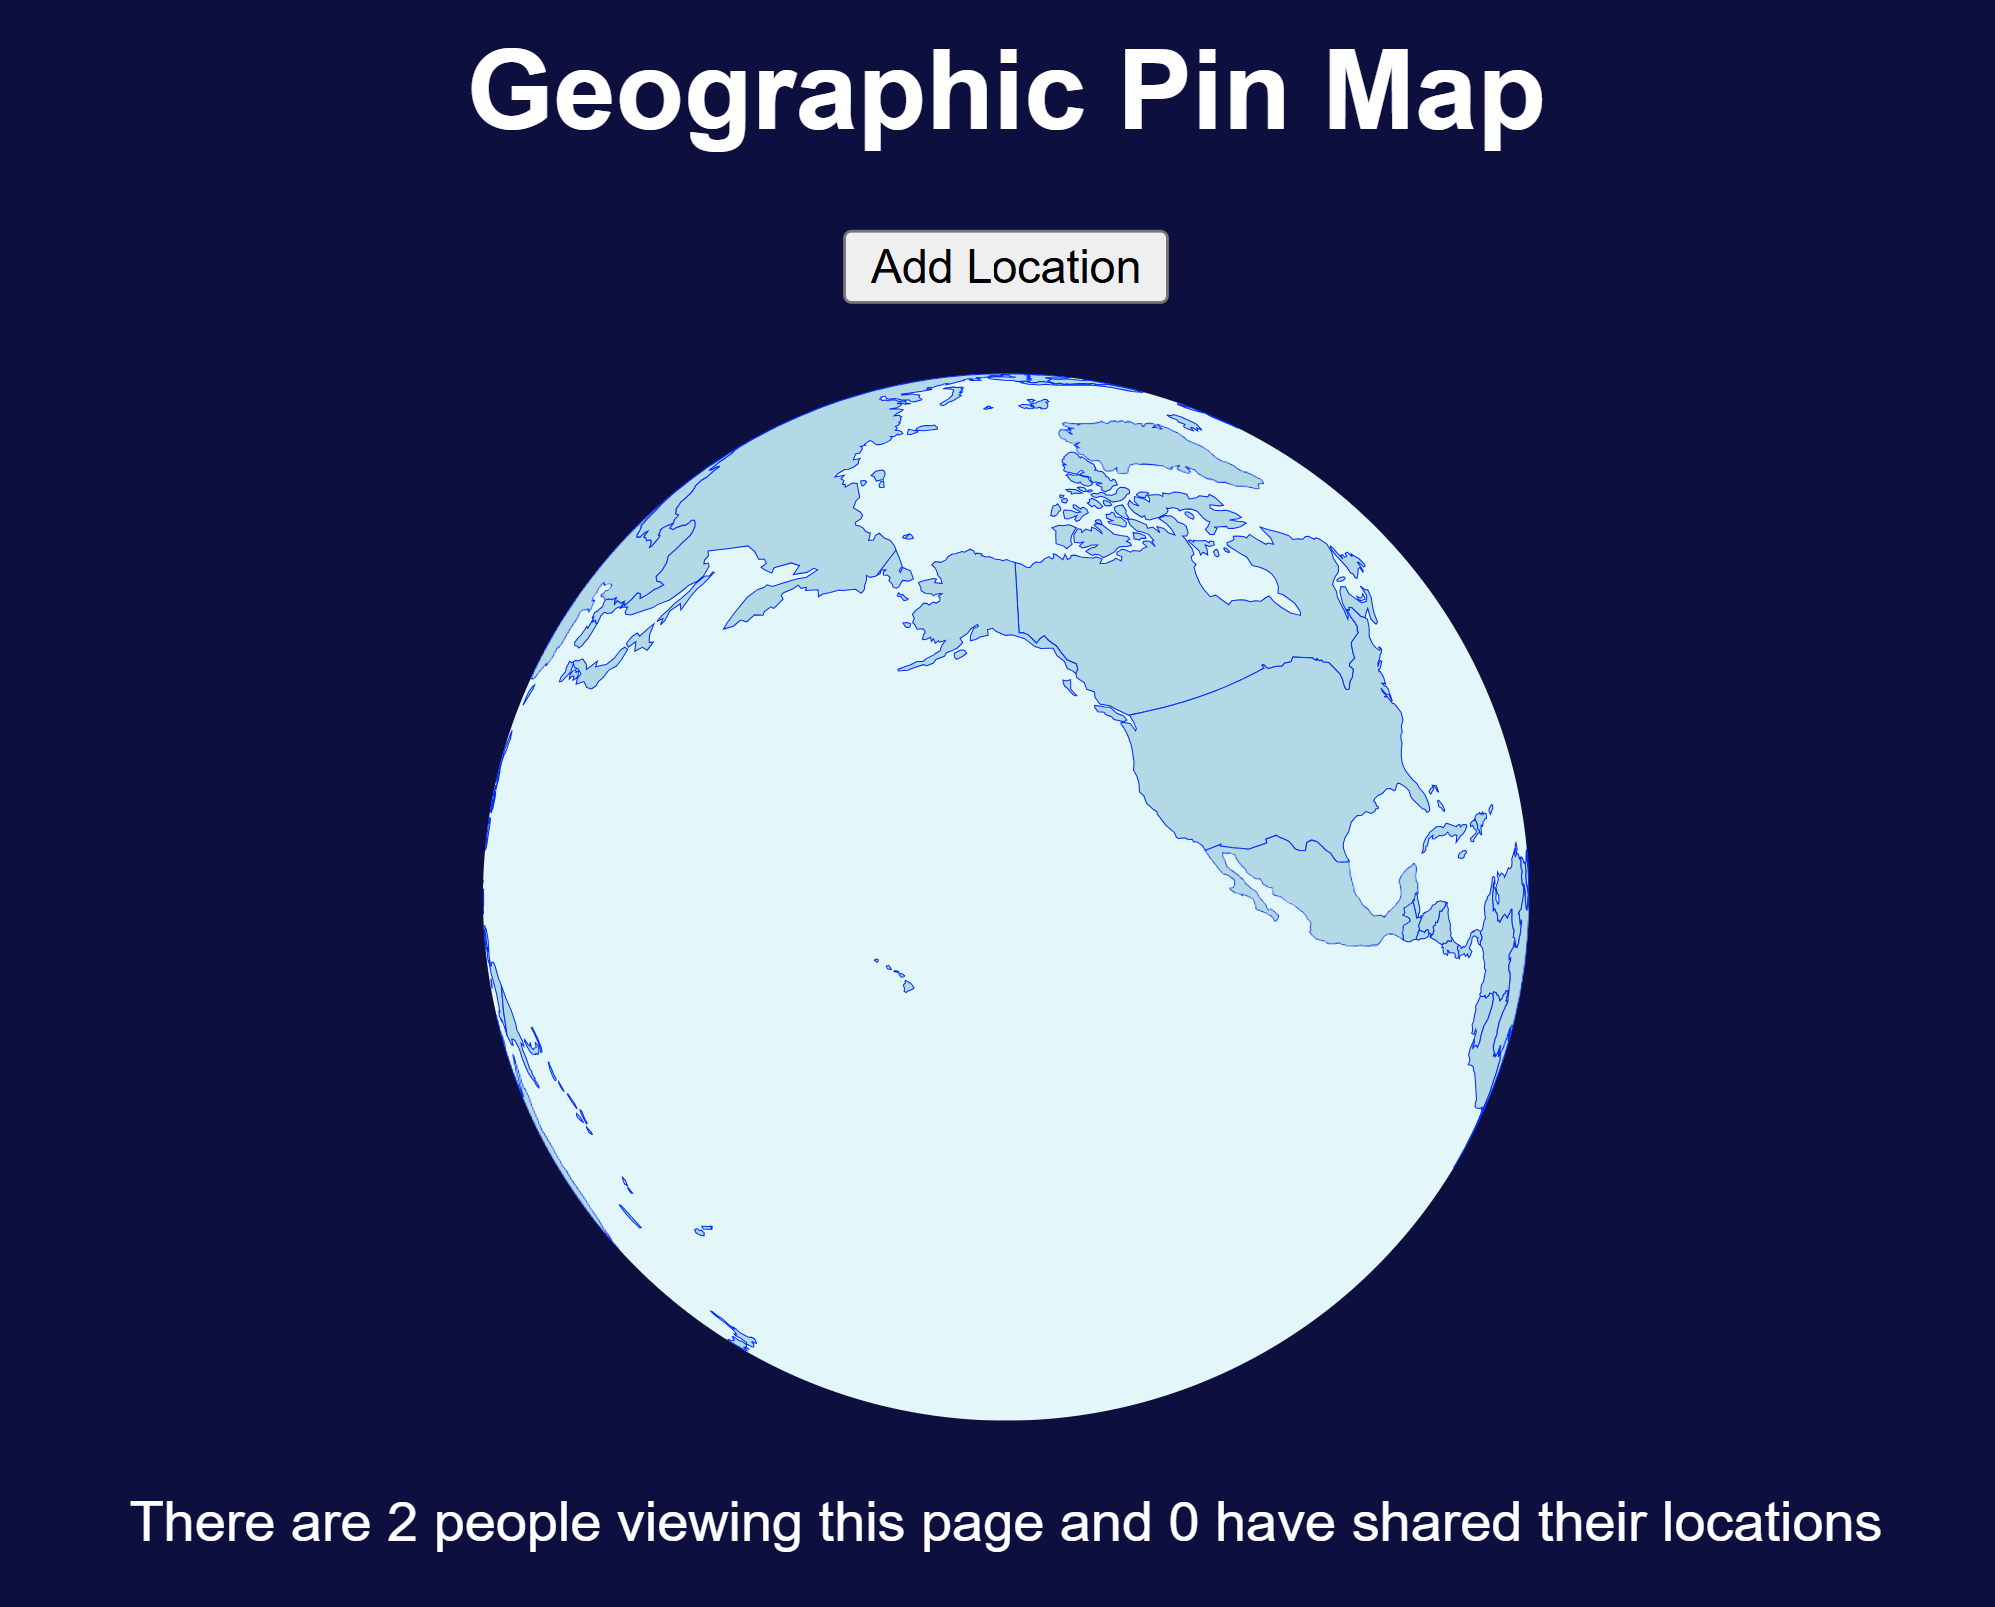 Geographic Pin Map
Add Location
There are 2 people viewing this page and 0 have shared their locations